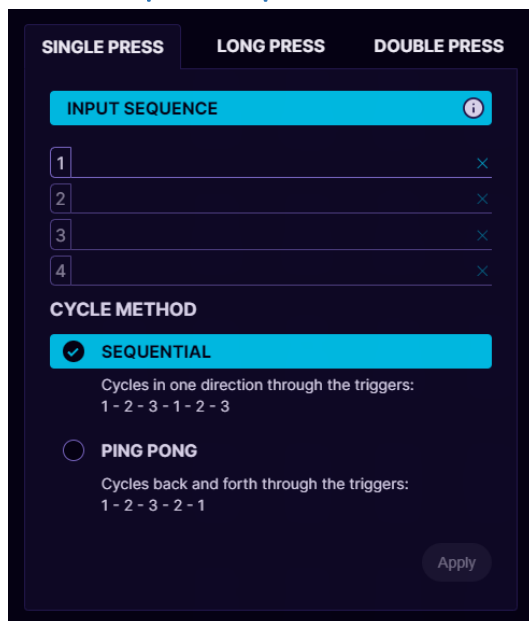 SINGLE PRESS LONG PRESS DOUBLE PRESS
INPUT SEQUENCE
1
2
3
4
CYCLE METHOD
SEQUENTIAL
Cycles in one direction through the triggers:
1 - 2 - 3 - 1 - 2 - 3
PING PONG
Cycles back and forth through the triggers:
1 - 2 - 3 - 2 - 1
Apply